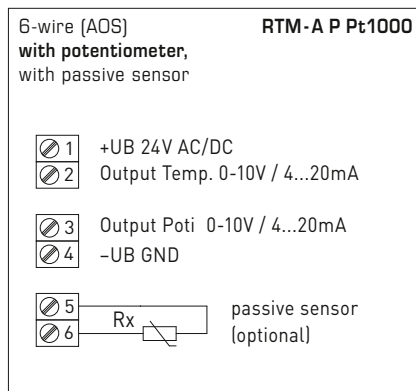 6-wire (AOS) RTM-A P Pt1000
with potentiometer,
with passive sensor
1 +UB 24V AC/DC
2 Output Temp. 0-10V / 4...20mA
3 Output Poti 0-10V / 4...20mA
4 –UB GND
5 passive sensor
Rx
6 (optional)